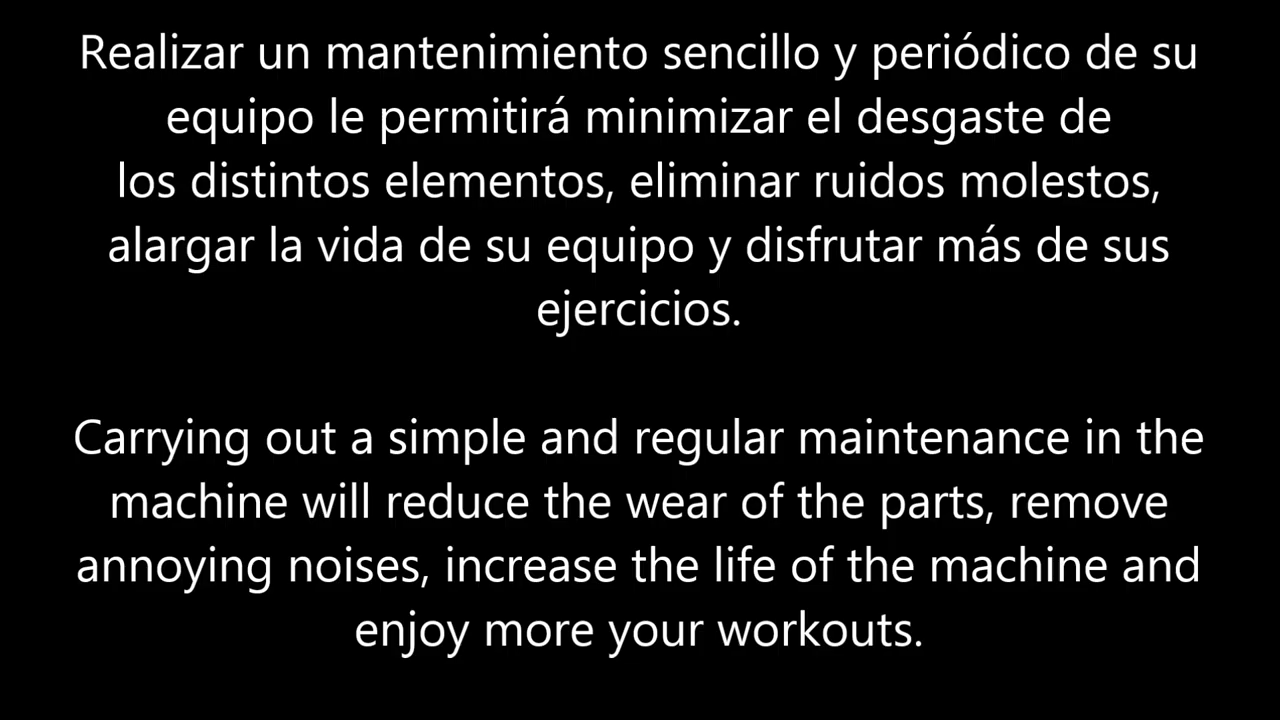 Realizar un mantenimiento sencillo y periódico de su
equipo le permitirá minimizar el desgaste de
los distintos elementos, eliminar ruidos molestos,
alargar la vida de su equipo y disfrutar más de sus
ejercicios.
Carrying out a simple and regular maintenance in the
machine will reduce the wear of the parts, remove
annoying noises, increase the life of the machine and
enjoy more your workouts.